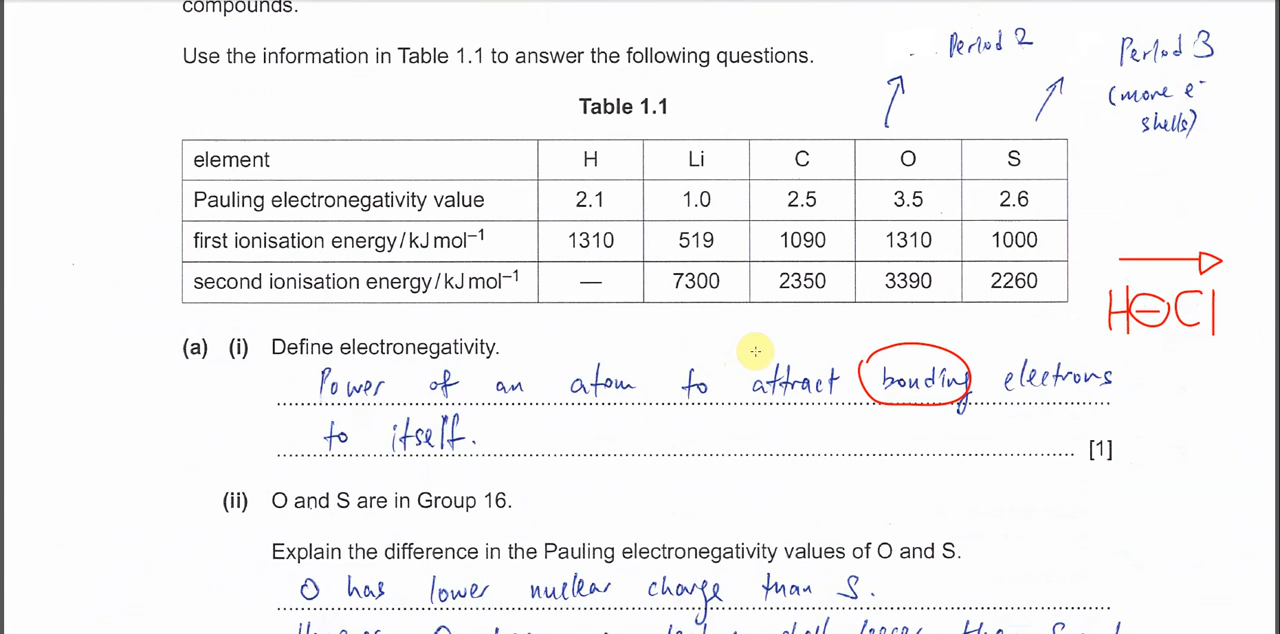 compounds.
Use the information in Table 1.1 to answer the following questions.
Period 2
Period 3
(more e⁻
shells)
Table 1.1
element H Li C O S
Pauling electronegativity value 2.1 1.0 2.5 3.5 2.6
first ionisation energy/kJ mol⁻¹ 1310 519 1090 1310 1000
second ionisation energy/kJ mol⁻¹ — 7300 2350 3390 2260
H Cl
(a) (i) Define electronegativity.
Power of an atom to attract bonding electrons
to itself.
[1]
(ii) O and S are in Group 16.
Explain the difference in the Pauling electronegativity values of O and S.
O has lower nuclear charge than S.